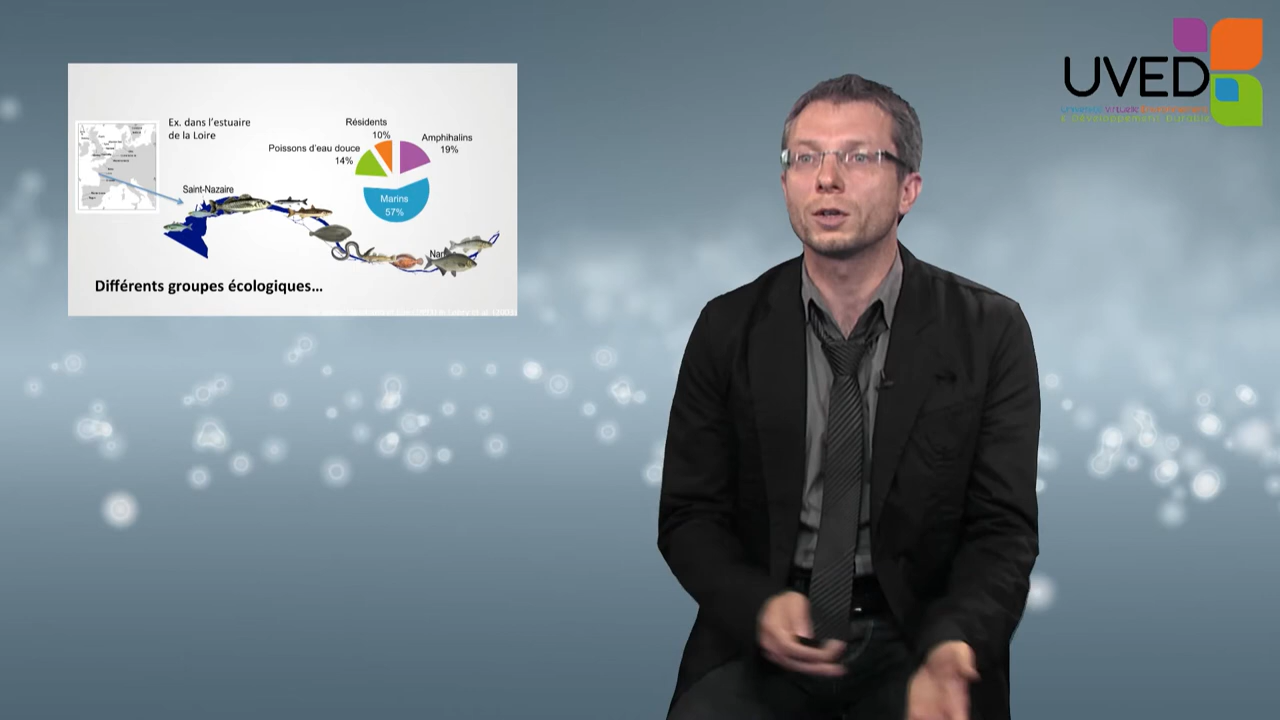 UVED
Ex. dans l'estuaire
de la Loire
Résidents
10%
Amphihalins
19%
Poissons d'eau douce
14%
Marins
57%
Saint-Nazaire
Différents groupes écologiques...